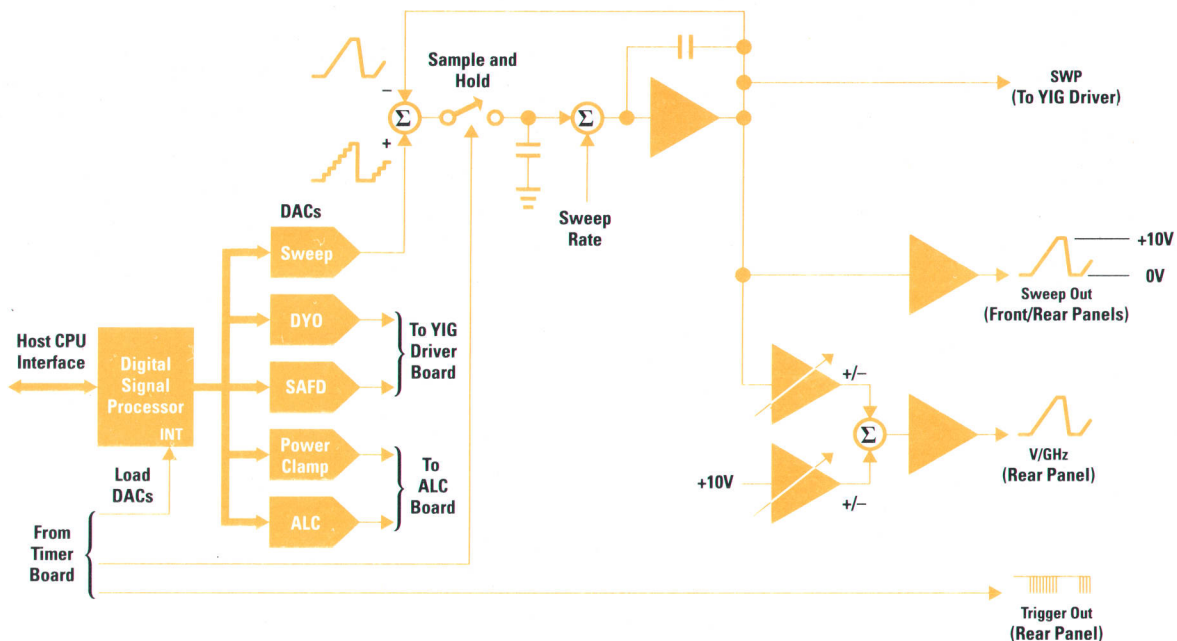 Sample and
Hold
−
Σ
+
Σ
Sweep
Rate
SWP
(To YIG Driver)
+10V
0V
Sweep Out
(Front/Rear Panels)
DACs
Sweep
DYO
SAFD
To YIG
Driver
Board
Host CPU
Interface
Digital
Signal
Processor
INT
Power
Clamp
ALC
To
ALC
Board
Load
DACs
From
Timer
Board
+/−
Σ
+10V
+/−
V/GHz
(Rear Panel)
Trigger Out
(Rear Panel)